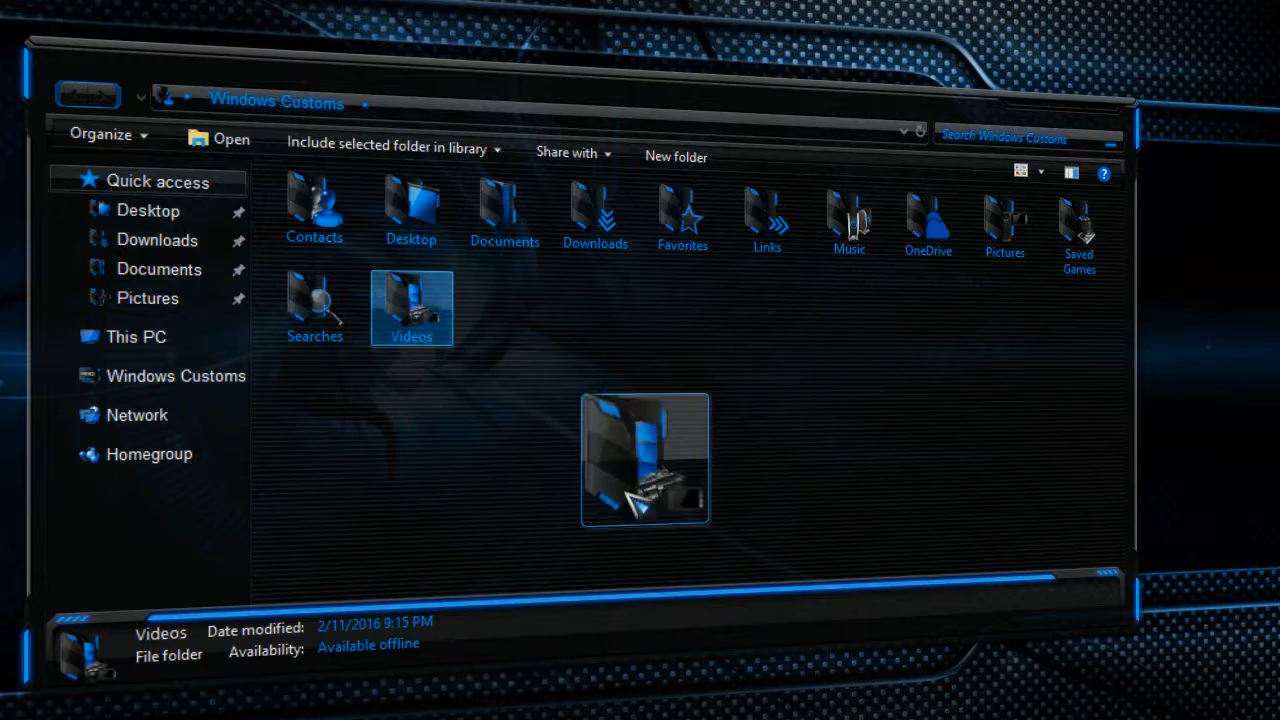 Windows Customs
Search Windows Customs
Organize
Open
Include selected folder in library
Share with
New folder
Quick access
Desktop
Downloads
Documents
Pictures
This PC
Windows Customs
Network
Homegroup
Contacts
Desktop
Documents
Downloads
Favorites
Links
Music
OneDrive
Pictures
Saved
Games
Searches
Videos
Videos Date modified: 2/11/2016 9:15 PM
File folder Availability: Available offline